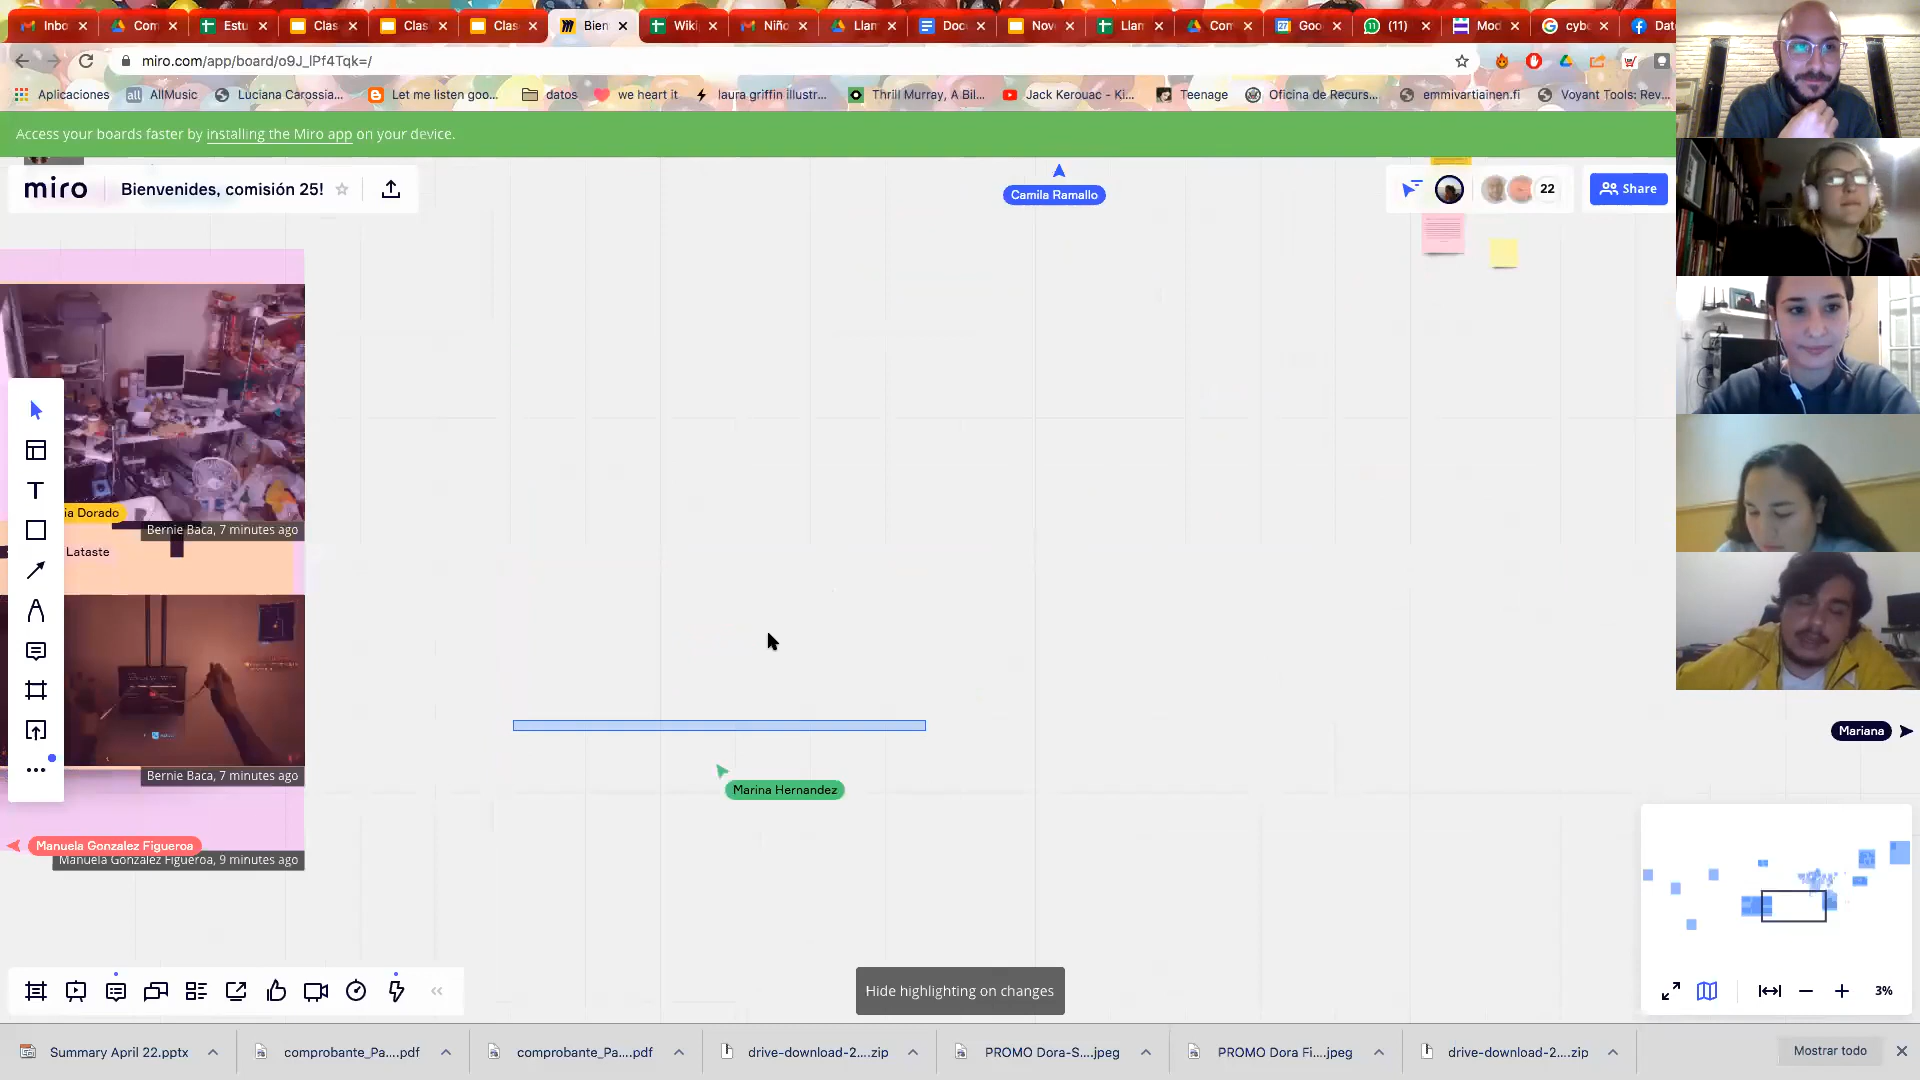 Inbo
Com
Estu
Clas
Clas
Clas
Bien
Wiki
Niño
Llam
Doc
Nov
Llam
Com
Goo
(11)
Mod
cybe
Date
miro.com/app/board/o9J_lPf4Tqk=/
Aplicaciones
AllMusic
Luciana Carossia...
Let me listen goo...
datos
we heart it
laura griffin illustr...
Thrill Murray, A Bil...
Jack Kerouac - Ki...
Teenage
Oficina de Recurs...
emmivartiainen.fi
Voyant Tools: Rev...
Access your boards faster by installing the Miro app on your device.
miro
Bienvenides, comisión 25!
Camila Ramallo
22
Share
ia Dorado
Bernie Baca, 7 minutes ago
Lataste
Bernie Baca, 7 minutes ago
Mariana
Marina Hernandez
Manuela Gonzalez Figueroa
Manuela Gonzalez Figueroa, 9 minutes ago
Hide highlighting on changes
3%
Summary April 22.pptx
comprobante_Pa....pdf
comprobante_Pa....pdf
drive-download-2....zip
PROMO Dora-S....jpeg
PROMO Dora Fi....jpeg
drive-download-2....zip
Mostrar todo